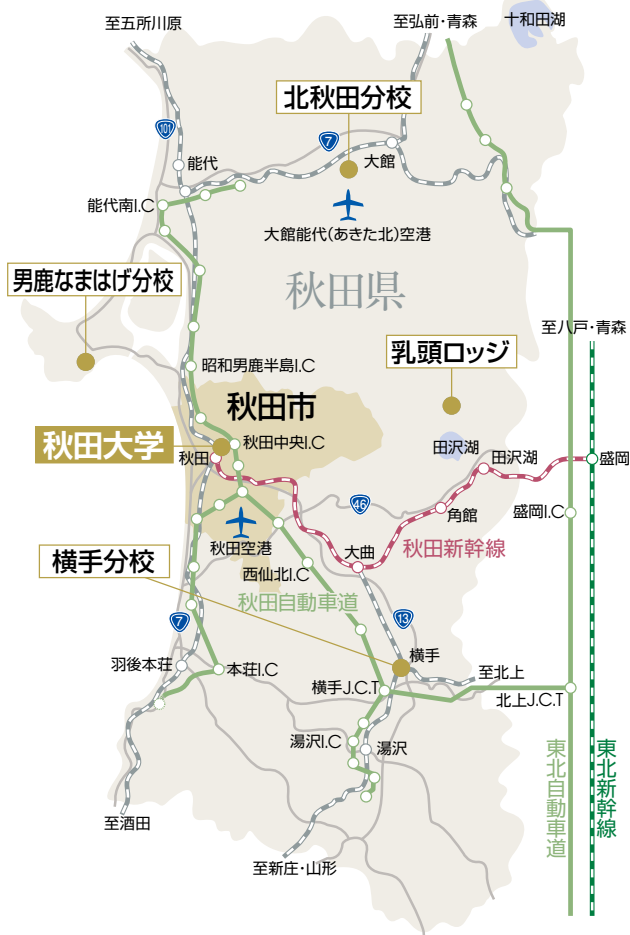 至五所川原
至弘前・青森
十和田湖
北秋田分校
101
7
能代
大館
能代南I.C
大館能代(あきた北)空港
男鹿なまはげ分校
秋田県
至八戸・青森
昭和男鹿半島I.C
乳頭ロッジ
秋田市
秋田大学
秋田中央I.C
秋田
田沢湖
田沢湖
盛岡
46
角館
盛岡I.C
秋田空港
大曲
秋田新幹線
横手分校
西仙北I.C
秋田自動車道
7
13
羽後本荘
本荘I.C
横手
至北上
横手J.C.T
北上J.C.T
湯沢I.C
湯沢
東北自動車道
東北新幹線
至酒田
至新庄・山形